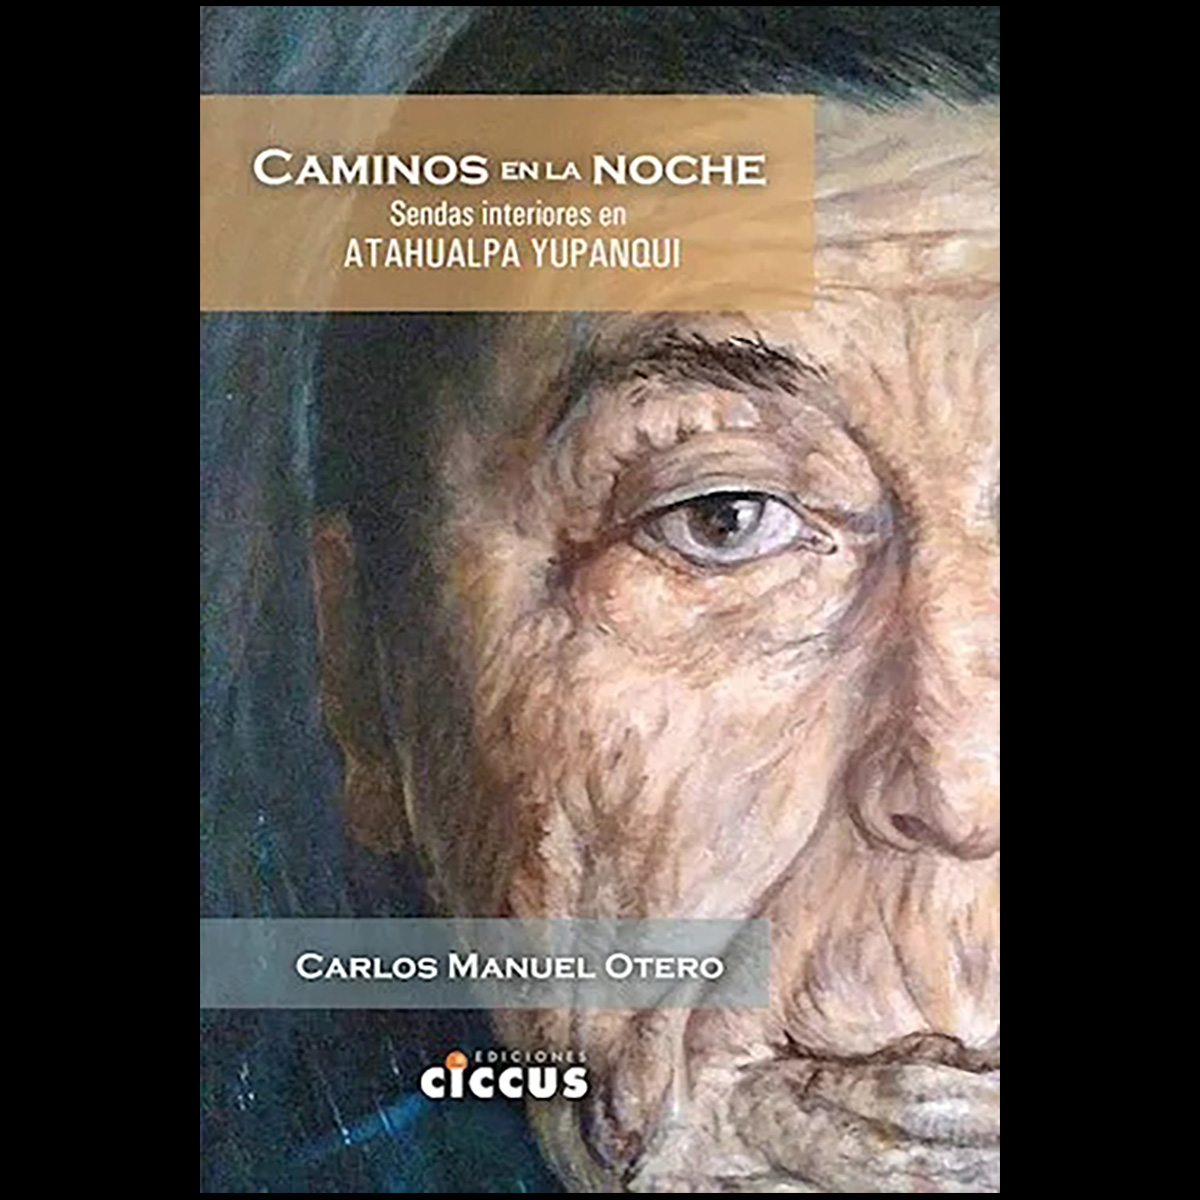 CAMINOS EN LA NOCHE
Sendas interiores en
ATAHUALPA YUPANQUI
CARLOS MANUEL OTERO
EDICIONES
CICCUS